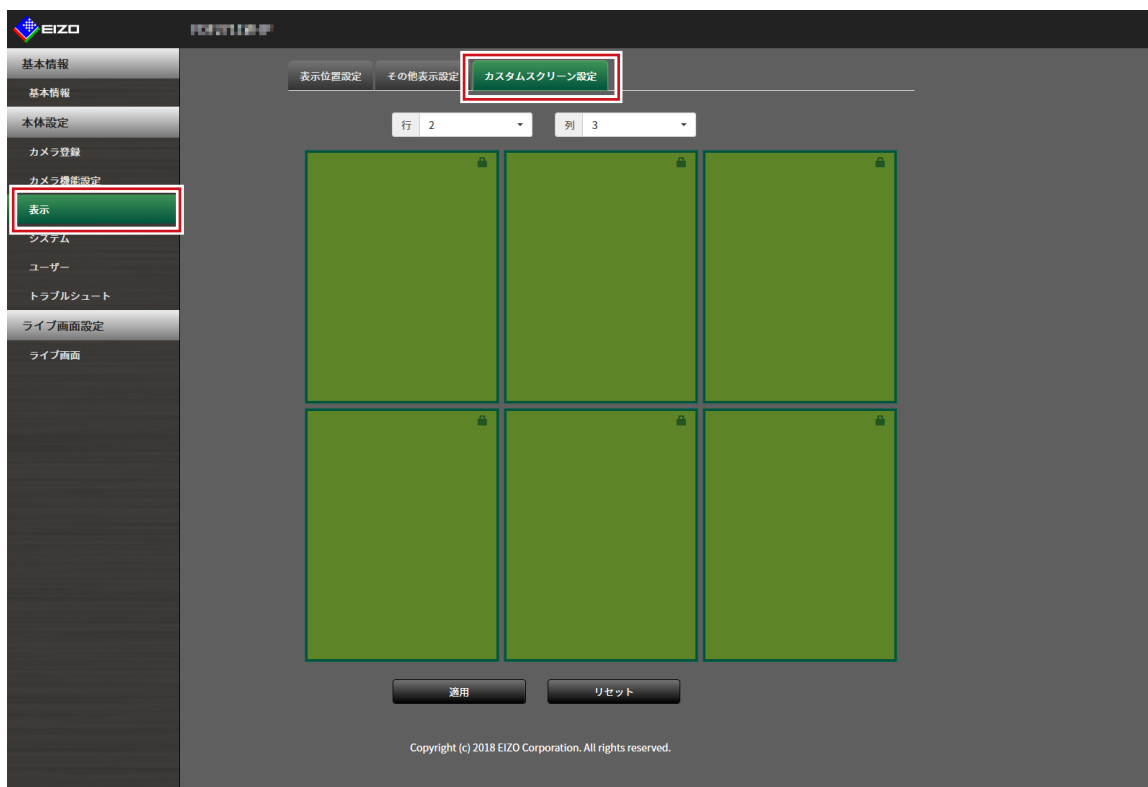 EIZO
基本情報
基本情報
本体設定
カメラ登録
カメラ機能設定
表示
システム
ユーザー
トラブルシュート
ライブ画面設定
ライブ画面
表示位置設定 その他表示設定 カスタムスクリーン設定
行 2 列 3
適用 リセット
Copyright (c) 2018 EIZO Corporation. All rights reserved.